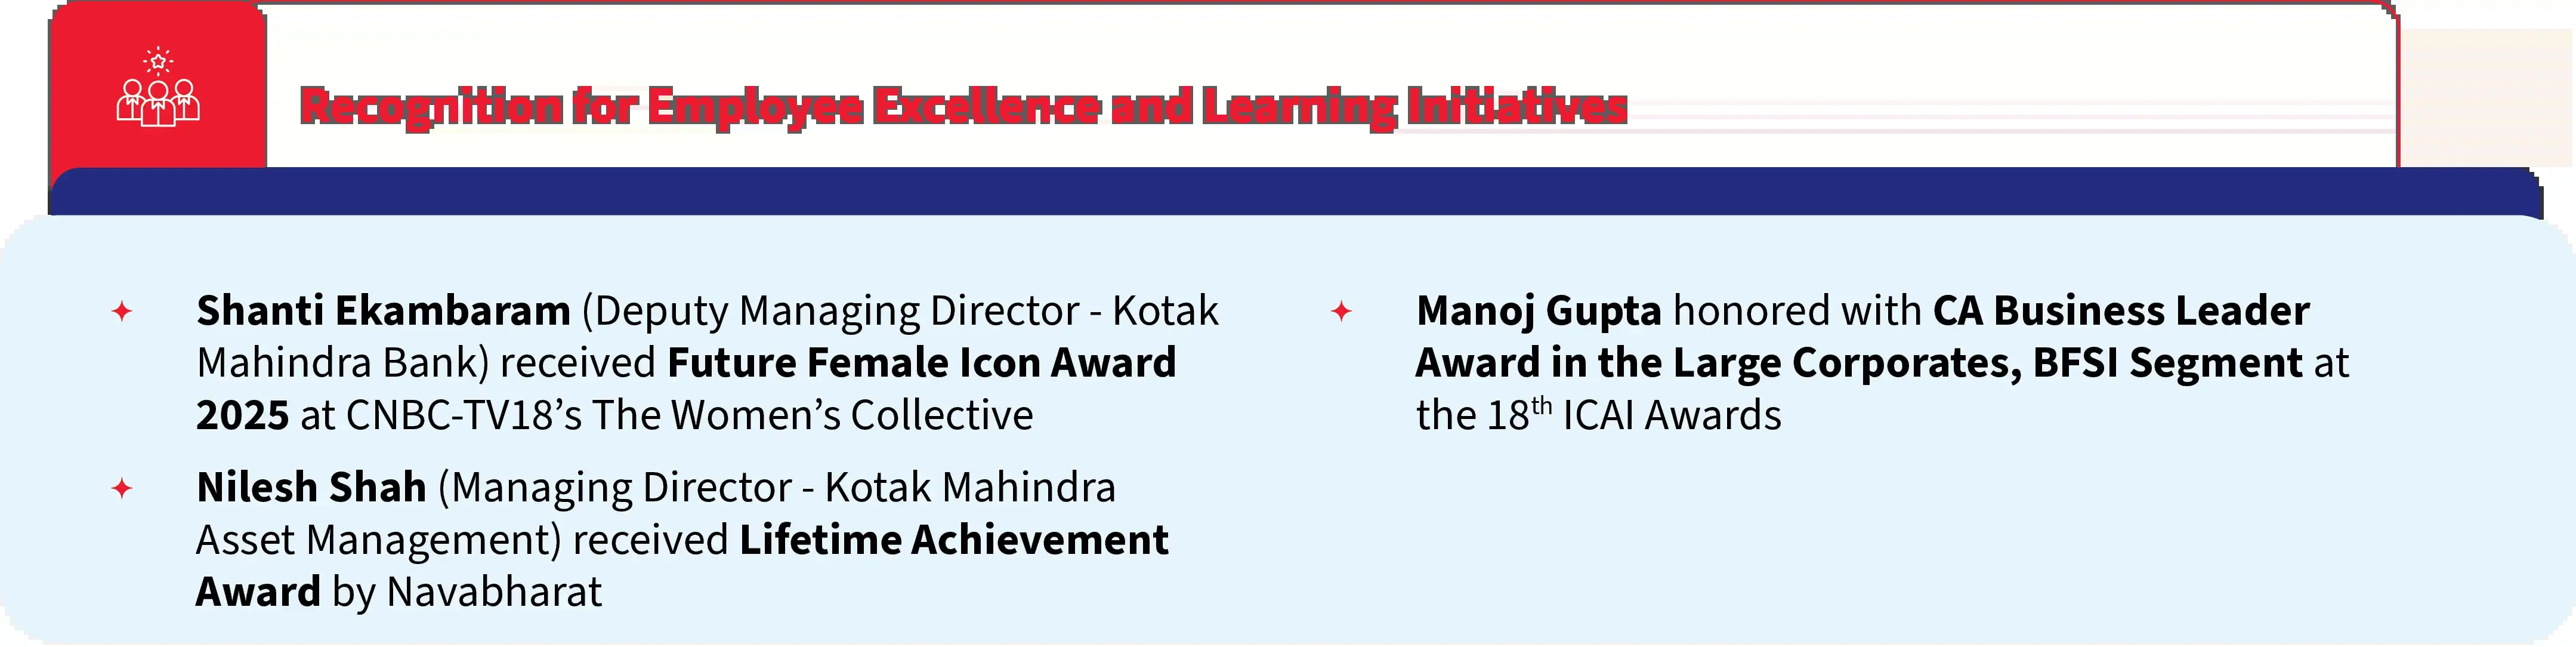 Recognition for Employee Excellence and Learning Initiatives
Shanti Ekambaram (Deputy Managing Director - Kotak
Mahindra Bank) received Future Female Icon Award
2025 at CNBC-TV18’s The Women’s Collective
Nilesh Shah (Managing Director - Kotak Mahindra
Asset Management) received Lifetime Achievement
Award by Navabharat
Manoj Gupta honored with CA Business Leader
Award in the Large Corporates, BFSI Segment at
the 18th ICAI Awards